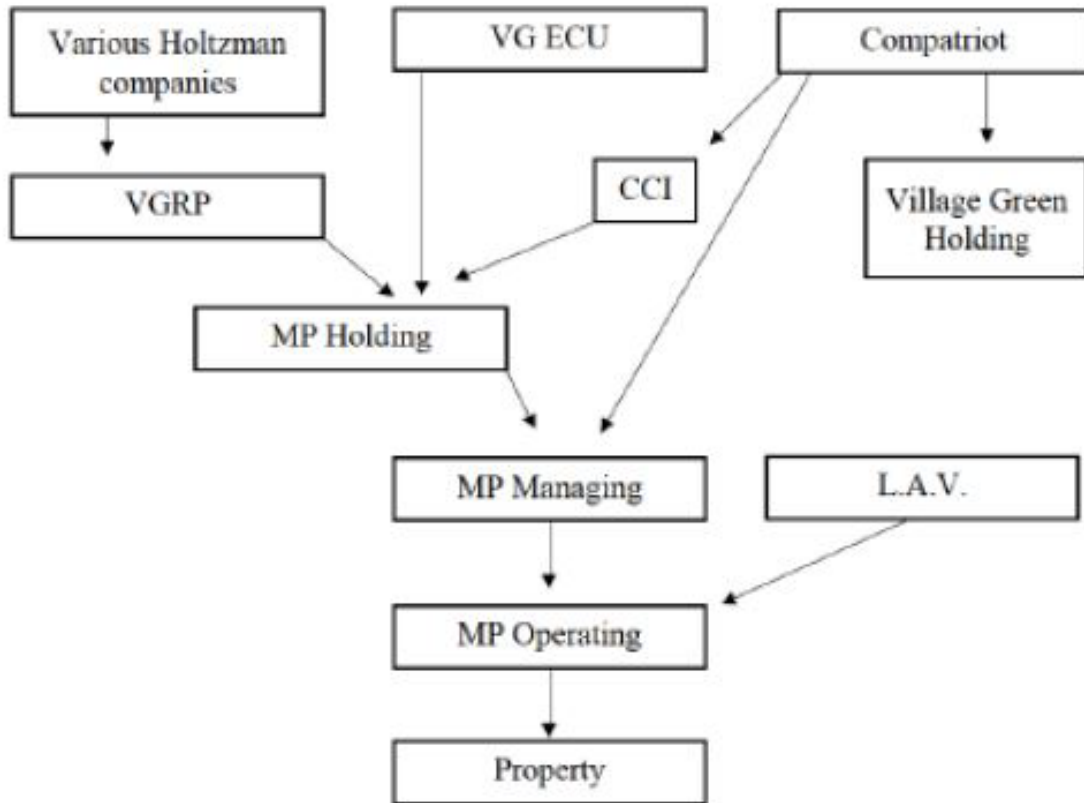 Various Holtzman
companies
VG ECU
Compatriot
VGRP
CCI
Village Green
Holding
MP Holding
MP Managing
L.A.V.
MP Operating
Property